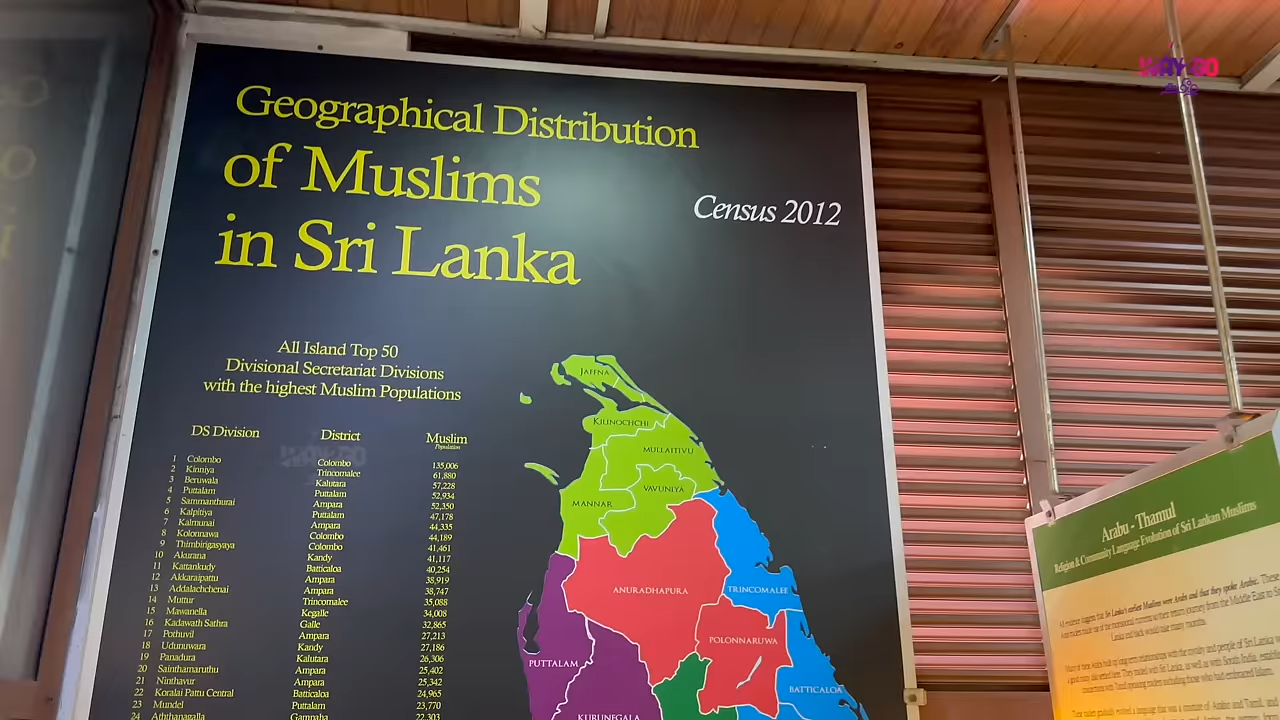 WAY GO
Geographical Distribution
of Muslims
in Sri Lanka
Census 2012
All Island Top 50
Divisional Secretariat Divisions
with the highest Muslim Populations
DS Division District Muslim
Population
1 Colombo Colombo 135,006
2 Kinniya Trincomalee 61,880
3 Beruwala Kalutara 57,228
4 Puttalam Puttalam 52,934
5 Sammanthurai Ampara 52,350
6 Kalpitiya Puttalam 47,178
7 Kalmunai Ampara 44,335
8 Kolonnawa Colombo 44,189
9 Thimbirigasyaya Colombo 41,461
10 Akurana Kandy 41,117
11 Kattankudy Batticaloa 40,254
12 Akkaraipattu Ampara 38,919
13 Addalachchenai Ampara 38,747
14 Muttur Trincomalee 35,088
15 Mawanella Kegalle 34,008
16 Kadawath Sathra Galle 32,865
17 Pothuvil Ampara 27,213
18 Udunuwara Kandy 27,186
19 Panadura Kalutara 26,306
20 Sainthamaruthu Ampara 25,402
21 Ninthavur Ampara 25,342
22 Koralai Pattu Central Batticaloa 24,965
23 Mundel Puttalam 23,770
24 Aththanagalla Gampaha 22,303
JAFFNA
KILINOCHCHI
MULLAITIVU
VAVUNIYA
MANNAR
ANURADHAPURA
TRINCOMALEE
POLONNARUWA
PUTTALAM
BATTICALOA
KURUNEGALA
Arabu - Thamul
Religion & Community Language Evolution of Sri Lankan Muslims